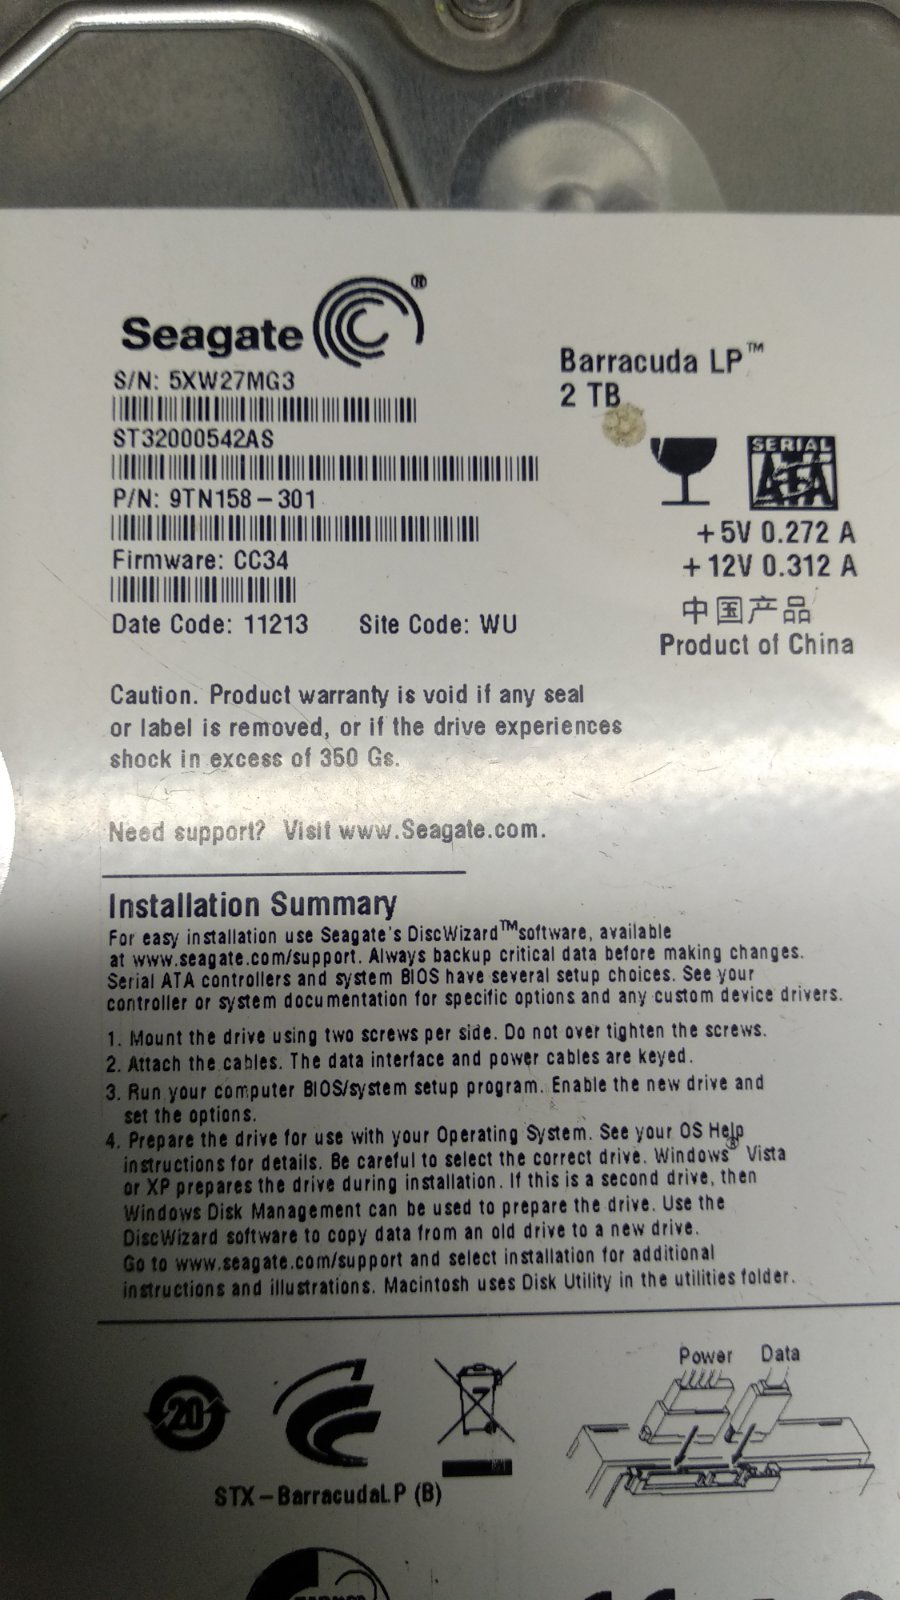 Seagate®
S/N: 5XW27MG3
ST32000542AS
P/N: 9TN158-301
Firmware: CC34
Date Code: 11213 Site Code: WU
Barracuda LP™
2 TB
SERIAL
ATA
+5V 0.272 A
+12V 0.312 A
中国产品
Product of China
Caution. Product warranty is void if any seal
or label is removed, or if the drive experiences
shock in excess of 350 Gs.
Need support? Visit www.Seagate.com.
Installation Summary
For easy installation use Seagate's DiscWizard™software, available
at www.seagate.com/support. Always backup critical data before making changes.
Serial ATA controllers and system BIOS have several setup choices. See your
controller or system documentation for specific options and any custom device drivers.
1. Mount the drive using two screws per side. Do not over tighten the screws.
2. Attach the cables. The data interface and power cables are keyed.
3. Run your computer BIOS/system setup program. Enable the new drive and
set the options.
4. Prepare the drive for use with your Operating System. See your OS Help
instructions for details. Be careful to select the correct drive. Windows® Vista
or XP prepares the drive during installation. If this is a second drive, then
Windows Disk Management can be used to prepare the drive. Use the
DiscWizard software to copy data from an old drive to a new drive.
Go to www.seagate.com/support and select installation for additional
instructions and illustrations. Macintosh uses Disk Utility in the utilities folder.
Power Data
20
STX-BarracudaLP (B)